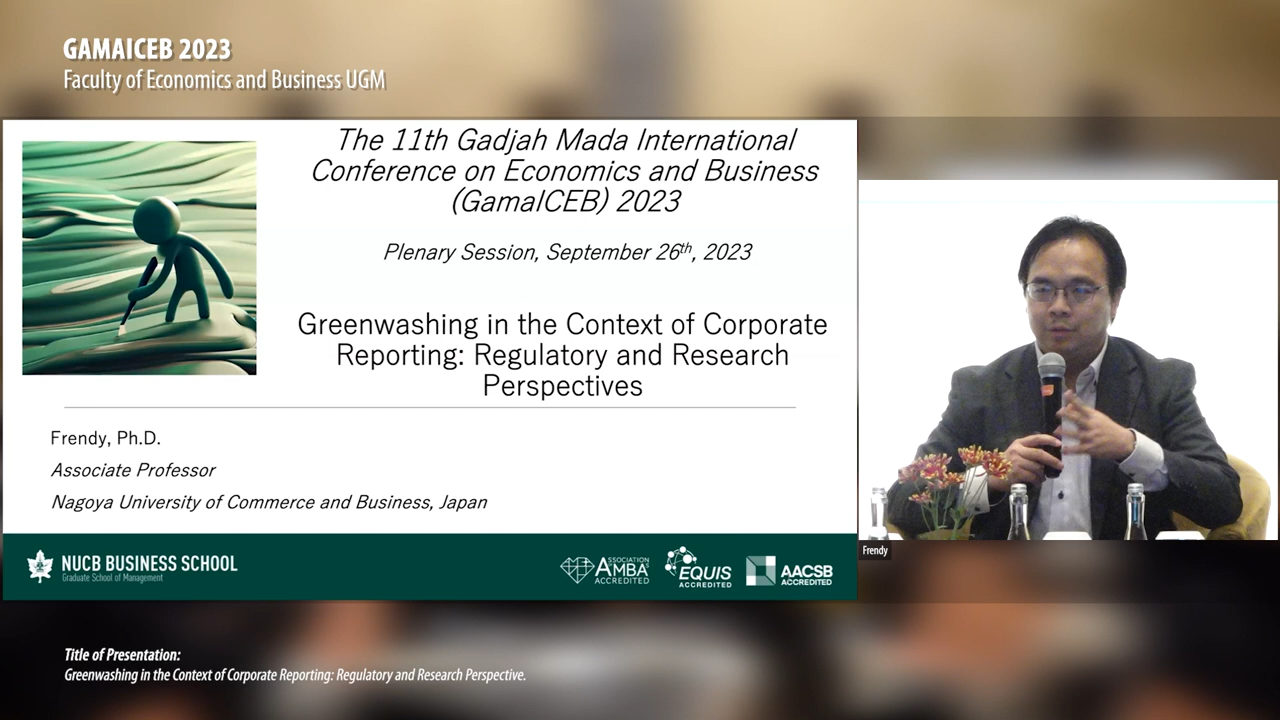 GAMAICEB 2023
Faculty of Economics and Business UGM
The 11th Gadjah Mada International
Conference on Economics and Business
(GamaICEB) 2023
Plenary Session, September 26th, 2023
Greenwashing in the Context of Corporate
Reporting: Regulatory and Research
Perspectives
Frendy, Ph.D.
Associate Professor
Nagoya University of Commerce and Business, Japan
NUCB BUSINESS SCHOOL
Graduate School of Management
ASSOCIATION
AMBA
ACCREDITED
EQUIS
ACCREDITED
AACSB
ACCREDITED
Frendy
Title of Presentation:
Greenwashing in the Context of Corporate Reporting: Regulatory and Research Perspective.